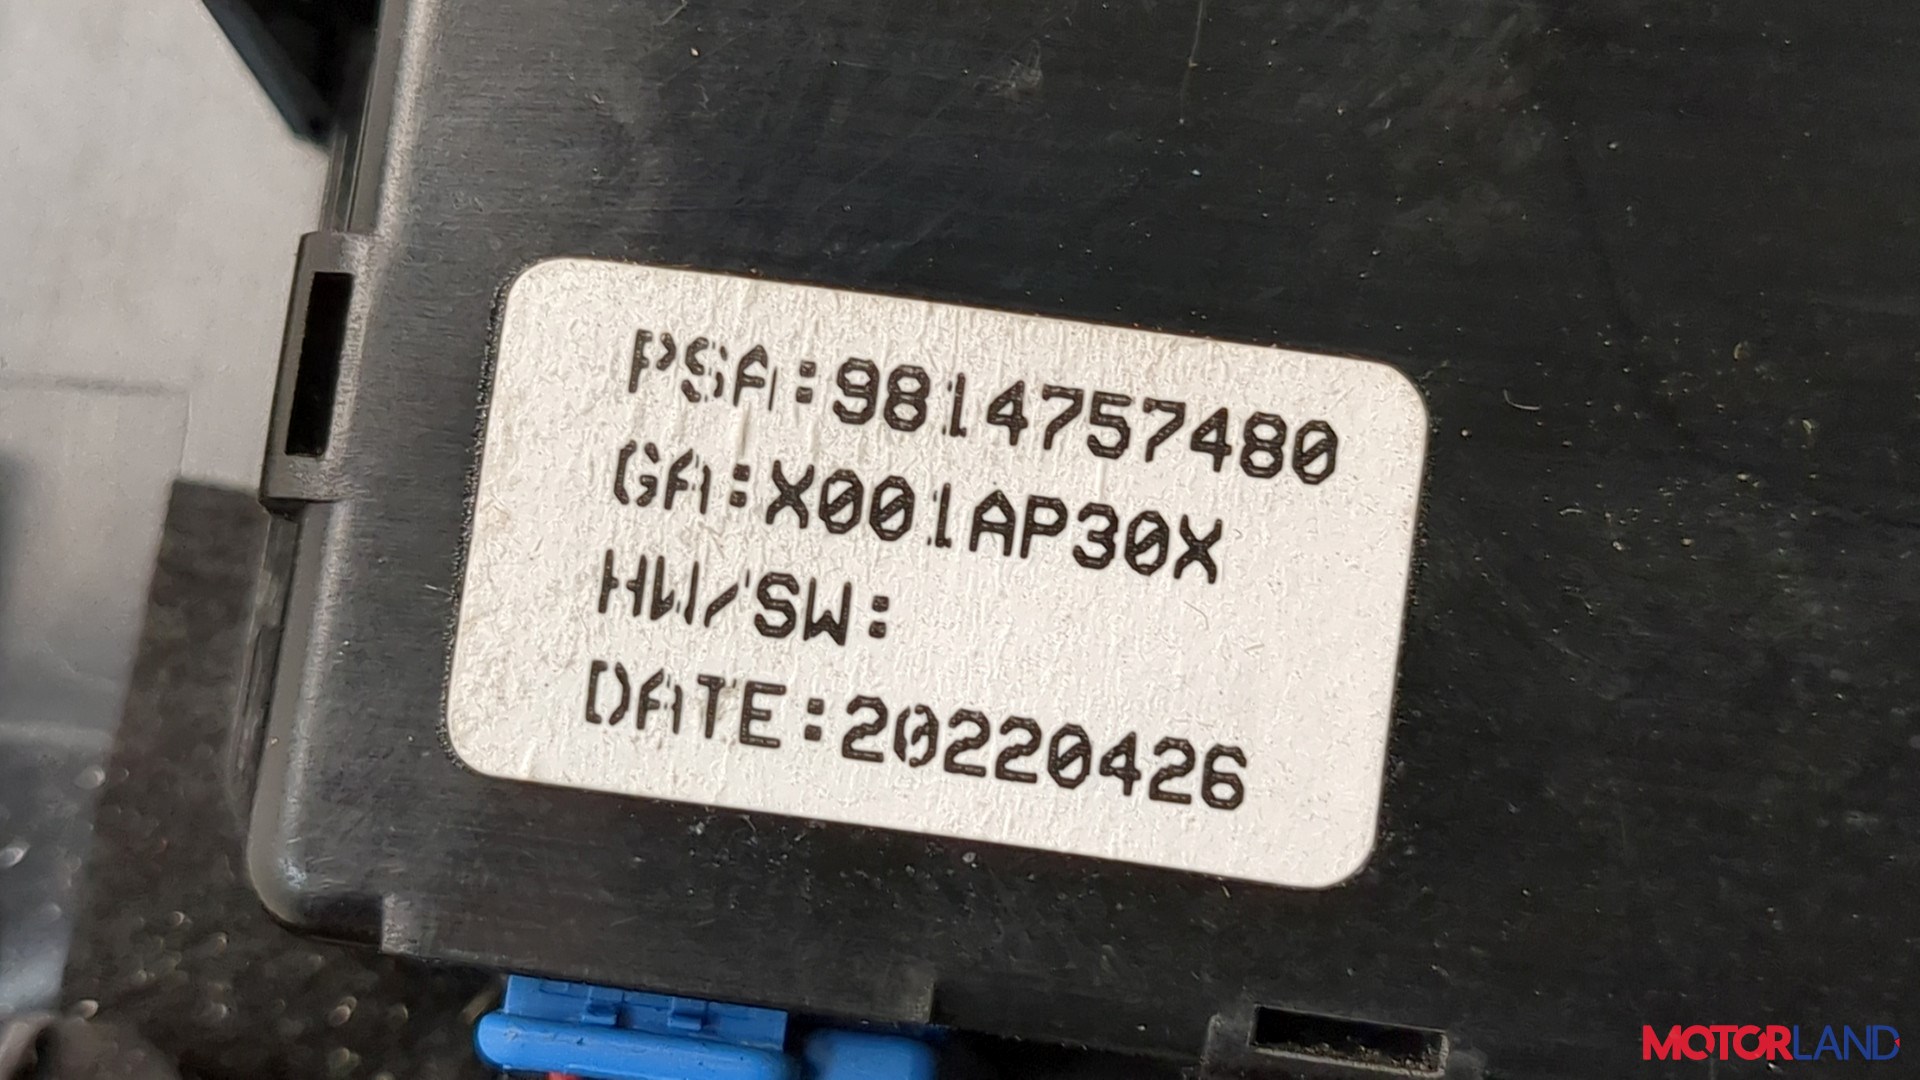 PSA:9814757480
GA:X001AP30X
HW/SW:
DATE:20220426
MOTORLAND